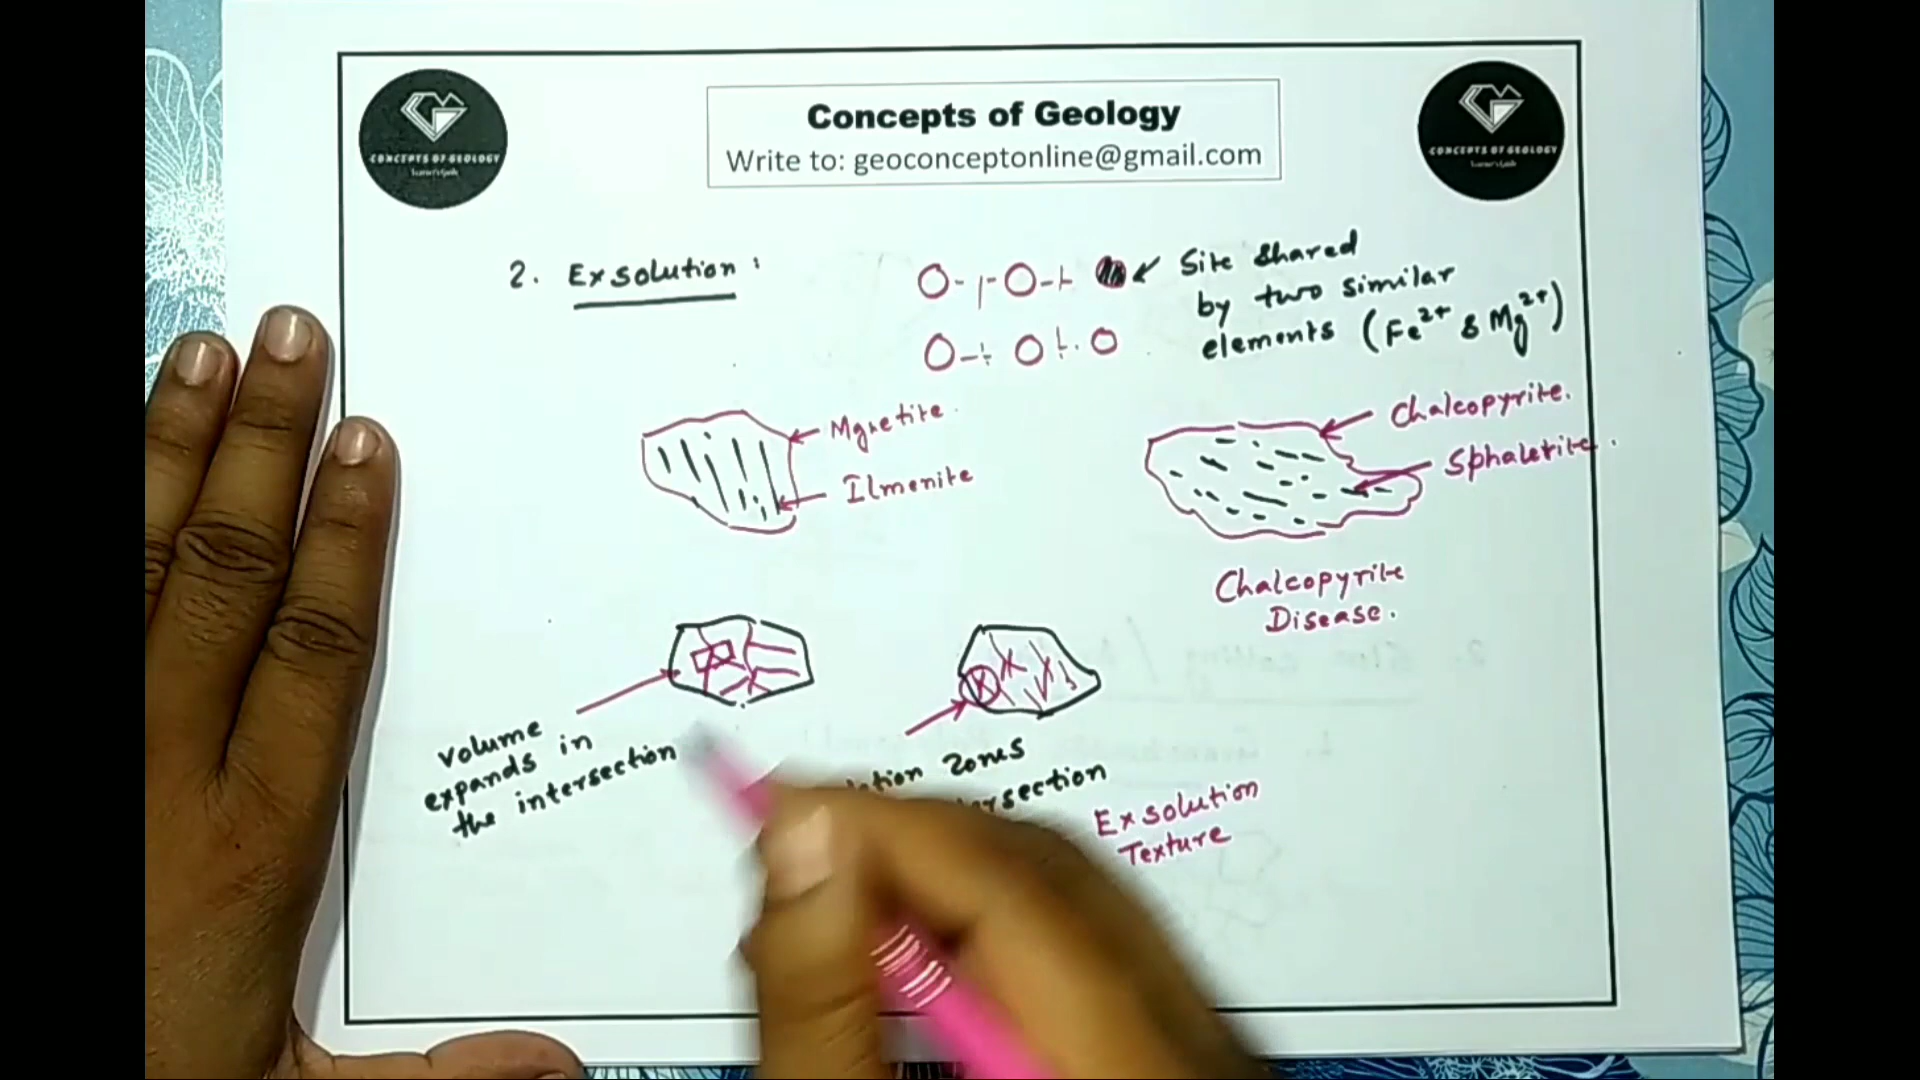 CONCEPTS OF GEOLOGY
Learner's Guide
Concepts of Geology
Write to: geoconceptonline@gmail.com
CONCEPTS OF GEOLOGY
2. Exsolution :
Site shared
by two similar
elements (Fe2+ & Mg2+)
Mgnetite
Ilmenite
Chalcopyrite.
Sphalerite.
Chalcopyrite
Disease.
volume
expands in
the intersection
zones
Exsolution
Texture